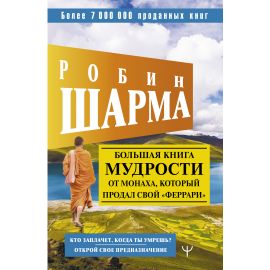 Более 7 000 000 проданных книг
РОБИН
ШАРМА
БОЛЬШАЯ КНИГА
МУДРОСТИ
ОТ МОНАХА, КОТОРЫЙ
ПРОДАЛ СВОЙ «ФЕРРАРИ»
КТО ЗАПЛАЧЕТ, КОГДА ТЫ УМРЕШЬ?
ОТКРОЙ СВОЕ ПРЕДНАЗНАЧЕНИЕ